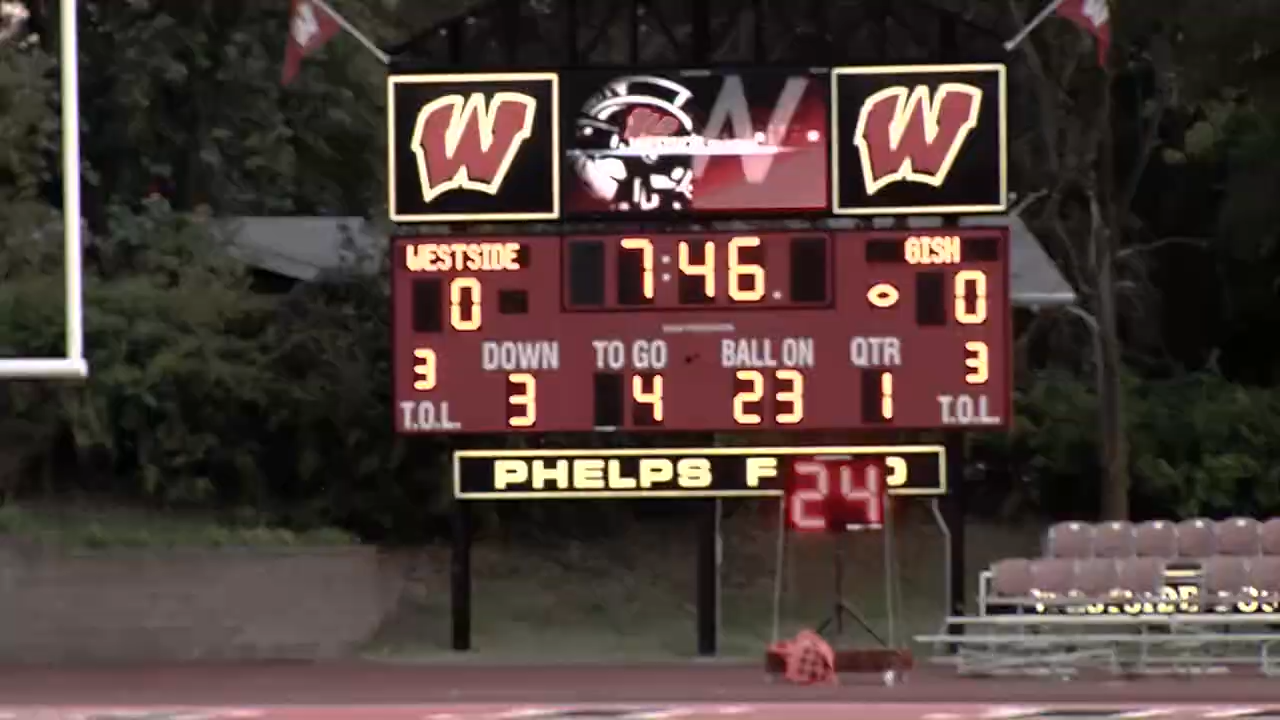 W W W
WESTSIDE 7:46 GISH
0 0
DOWN TO GO BALL ON QTR
3 3 4 23 1 3
T.O.L. T.O.L.
PHELPS F D
24